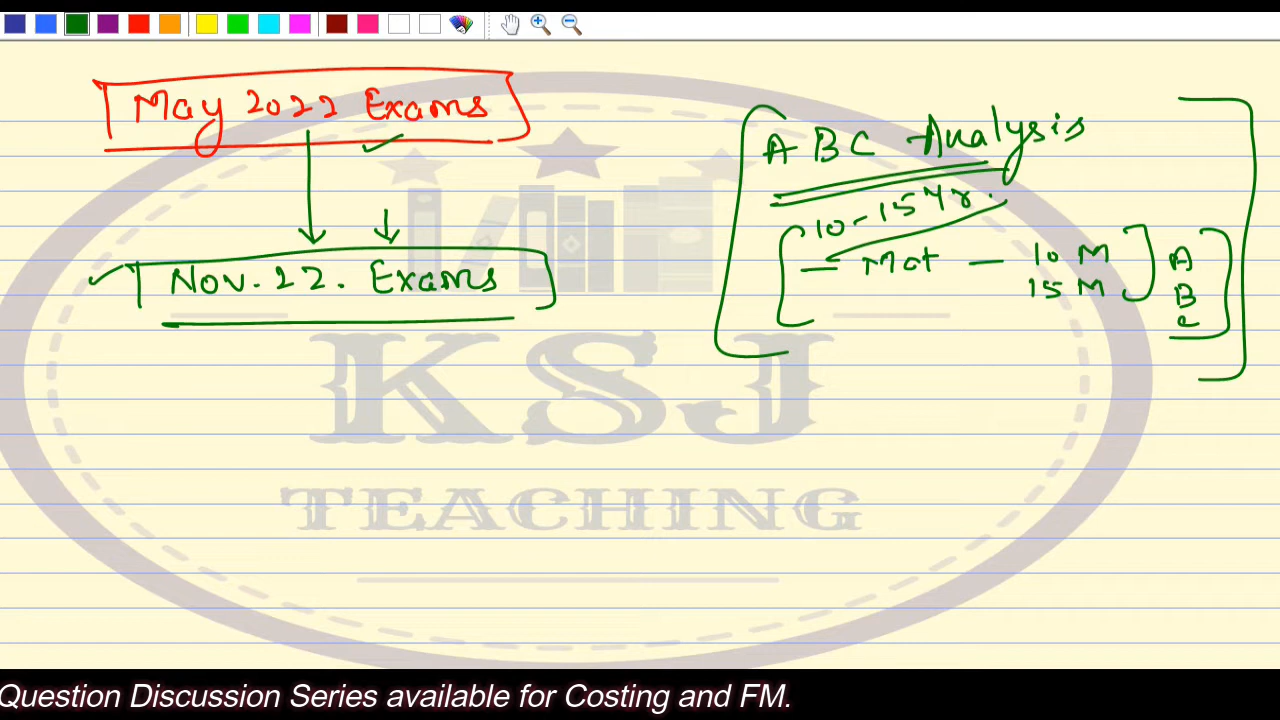 May 2022 Exams
Nov. 22. Exams
ABC Analysis
10-15 Yr.
— Mat — 10 M
15 M
A
B
C
KSJ
TEACHING
Question Discussion Series available for Costing and FM.